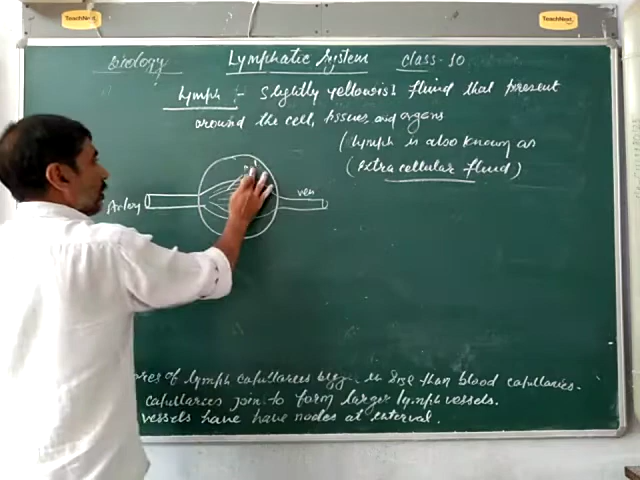 TeachNext TeachNext
Biology Lymphatic System class-10
Lymph :- Slightly yellowish fluid that present
around the cell, tissues and organs
(Lymph is also known as
(Extra cellular fluid)
Artery
vein
of lymph capillaries bigger in size than blood capillaries.
capillaries join to form larger lymph vessels.
vessels have have nodes at interval.